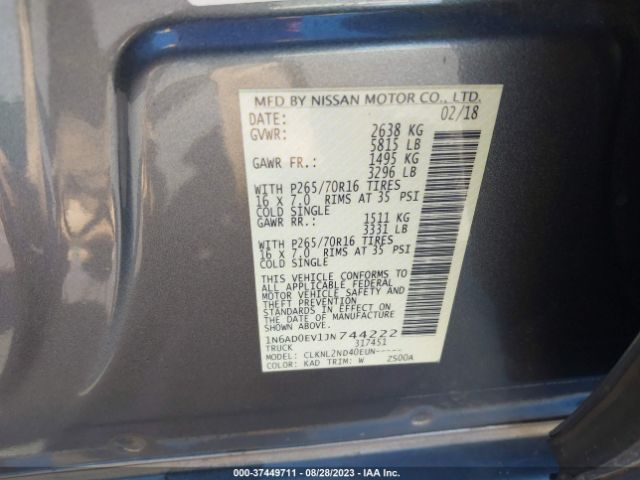 MFD BY NISSAN MOTOR CO., LTD.
DATE: 02/18
GVWR: 2638 KG
5815 LB
GAWR FR.: 1495 KG
3296 LB
WITH P265/70R16 TIRES
16 x 7.0 RIMS AT 35 PSI
COLD SINGLE
GAWR RR.: 1511 KG
3331 LB
WITH P265/70R16 TIRES
16 x 7.0 RIMS AT 35 PSI
COLD SINGLE
THIS VEHICLE CONFORMS TO
ALL APPLICABLE FEDERAL
MOTOR VEHICLE SAFETY AND
THEFT PREVENTION
STANDARDS IN EFFECT ON
THE DATE OF MANUFACTURE
SHOWN ABOVE.
1N6AD0EV1JN744222
TRUCK 317451
MODEL: CLKNL2ND40EUN-----
COLOR: KAD TRIM: W 2500A
000-37449711 - 08/28/2023 - IAA Inc.